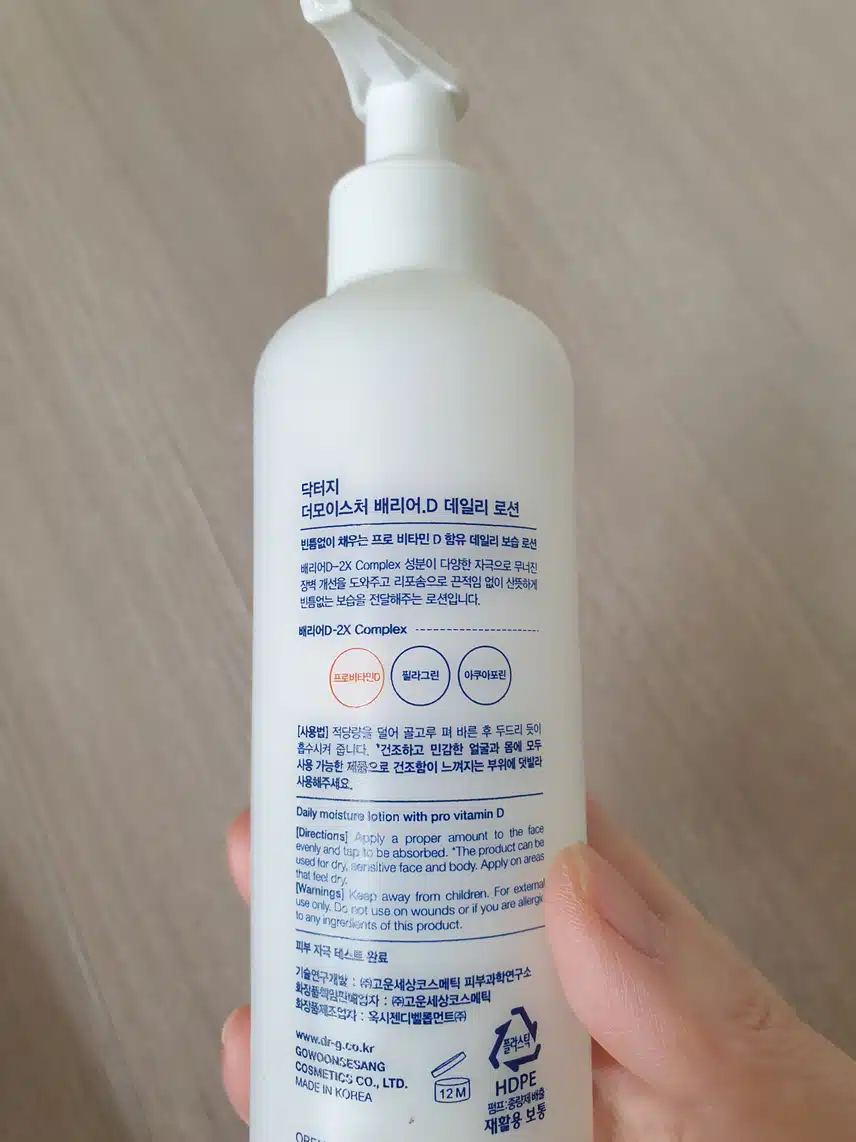 닥터지
더모이스처 배리어.D 데일리 로션
빈틈없이 채우는 프로 비타민 D 함유 데일리 보습 로션
배리어D-2X Complex 성분이 다양한 자극으로 무너진
장벽 개선을 도와주고 리포솜으로 끈적임 없이 산뜻하게
빈틈없는 보습을 전달해주는 로션입니다.
배리어D-2X Complex
프로비타민D
필라그린
아쿠아포린
[사용법] 적당량을 덜어 골고루 펴 바른 후 두드리 듯이
흡수시켜 줍니다. *건조하고 민감한 얼굴과 몸에 모두
사용 가능한 제품으로 건조함이 느껴지는 부위에 덧발라
사용해주세요.
Daily moisture lotion with pro vitamin D
[Directions] Apply a proper amount to the face
evenly and tap to be absorbed. *The product can be
used for dry, sensitive face and body. Apply on areas
that feel dry.
[Warnings] Keep away from children. For external
use only. Do not use on wounds or if you are allergic
to any ingredients of this product.
피부 자극 테스트 완료
기술연구개발 : ㈜고운세상코스메틱 피부과학연구소
화장품책임판매업자 : ㈜고운세상코스메틱
화장품제조업자 : 옥시젠디벨롭먼트㈜
www.dr-g.co.kr
GOWOONSESANG
COSMETICS CO., LTD.
MADE IN KOREA
12 M
플라스틱
HDPE
펌프:종량제 배출
재활용 보통